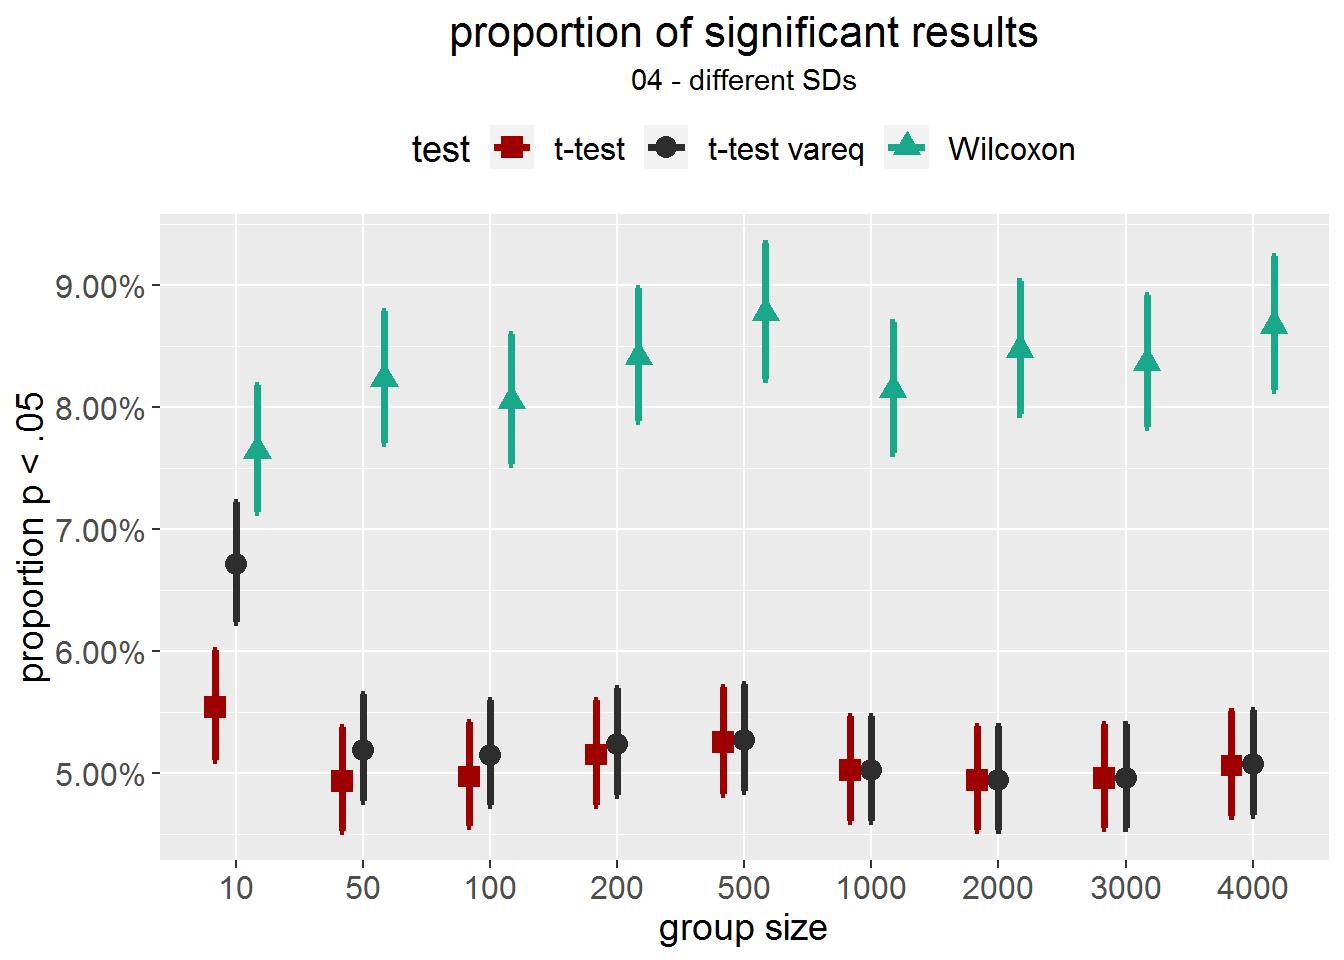 proportion of significant results
04 - different SDs
test t-test t-test vareq Wilcoxon
proportion p < .05
9.00%
8.00%
7.00%
6.00%
5.00%
10 50 100 200 500 1000 2000 3000 4000
group size